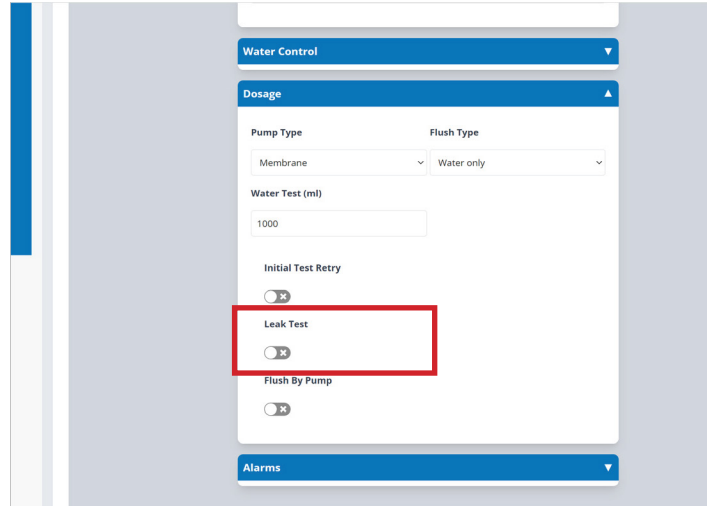 Water Control
Dosage
Pump Type Flush Type
Membrane Water only
Water Test (ml)
1000
Initial Test Retry
Leak Test
Flush By Pump
Alarms